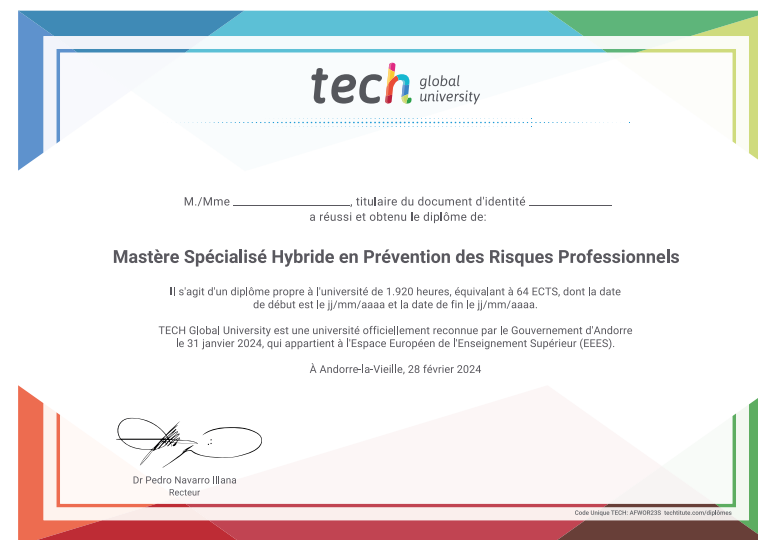 tech global
university
M./Mme ____________________, titulaire du document d'identité ______________
a réussi et obtenu le diplôme de:
Mastère Spécialisé Hybride en Prévention des Risques Professionnels
Il s'agit d'un diplôme propre à l'université de 1.920 heures, équivalant à 64 ECTS, dont la date
de début est le jj/mm/aaaa et la date de fin le jj/mm/aaaa.
TECH Global University est une université officiellement reconnue par le Gouvernement d'Andorre
le 31 janvier 2024, qui appartient à l'Espace Européen de l'Enseignement Supérieur (EEES).
À Andorre-la-Vieille, 28 février 2024
Dr Pedro Navarro Illana
Recteur
Code Unique TECH: AFWOR23S techtitute.com/diplômes